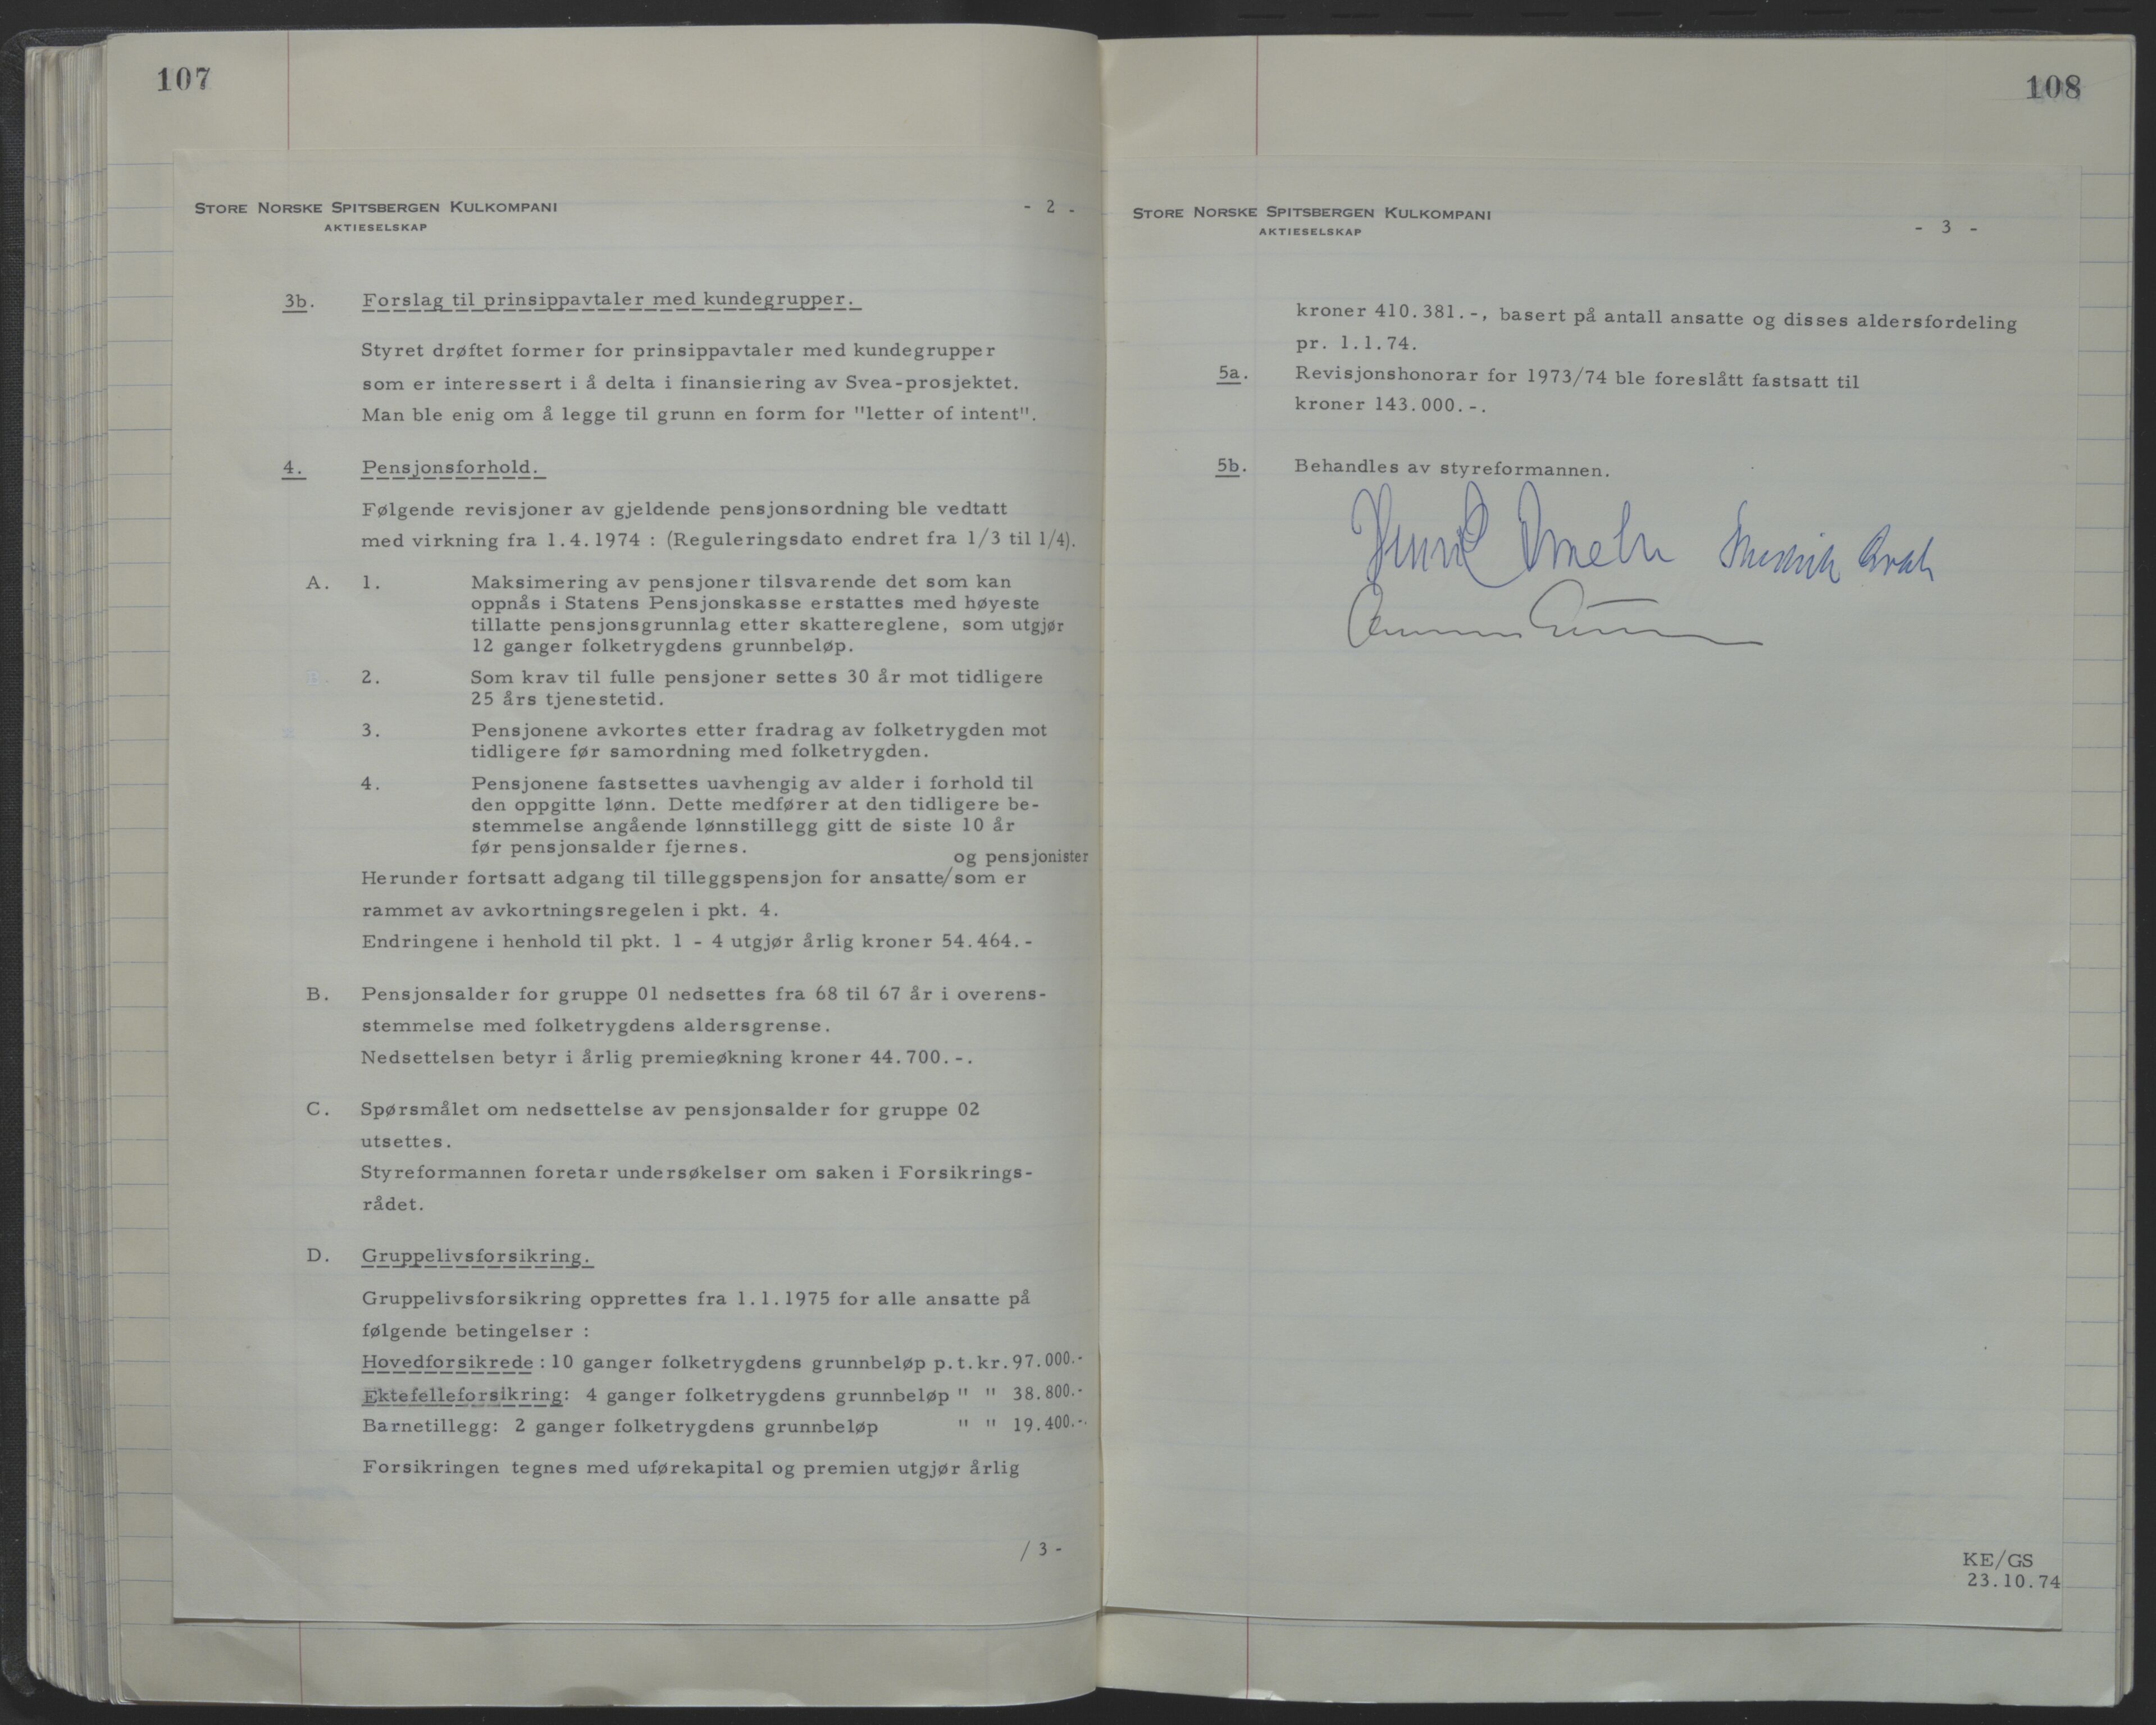 107
STORE NORSKE SPITSBERGEN KULKOMPANI
AKTIESELSKAP
- 2 -
3b. Forslag til prinsippavtaler med kundegrupper.
Styret drøftet former for prinsippavtaler med kundegrupper
som er interessert i å delta i finansiering av Svea-prosjektet.
Man ble enig om å legge til grunn en form for "letter of intent".
4. Pensjonsforhold.
Følgende revisjoner av gjeldende pensjonsordning ble vedtatt
med virkning fra 1.4.1974 : (Reguleringsdato endret fra 1/3 til 1/4).
A. 1. Maksimering av pensjoner tilsvarende det som kan
oppnås i Statens Pensjonskasse erstattes med høyeste
tillatte pensjonsgrunnlag etter skattereglene, som utgjør
12 ganger folketrygdens grunnbeløp.
2. Som krav til fulle pensjoner settes 30 år mot tidligere
25 års tjenestetid.
3. Pensjonene avkortes etter fradrag av folketrygden mot
tidligere før samordning med folketrygden.
4. Pensjonene fastsettes uavhengig av alder i forhold til
den oppgitte lønn. Dette medfører at den tidligere be-
stemmelse angående lønnstillegg gitt de siste 10 år
før pensjonsalder fjernes.
og pensjonister
Herunder fortsatt adgang til tilleggspensjon for ansatte/som er
rammet av avkortningsregelen i pkt. 4.
Endringene i henhold til pkt. 1 - 4 utgjør årlig kroner 54.464.-
B. Pensjonsalder for gruppe 01 nedsettes fra 68 til 67 år i overens-
stemmelse med folketrygdens aldersgrense.
Nedsettelsen betyr i årlig premieøkning kroner 44.700.-.
C. Spørsmålet om nedsettelse av pensjonsalder for gruppe 02
utsettes.
Styreformannen foretar undersøkelser om saken i Forsikrings-
rådet.
D. Gruppelivsforsikring.
Gruppelivsforsikring opprettes fra 1.1.1975 for alle ansatte på
følgende betingelser :
Hovedforsikrede : 10 ganger folketrygdens grunnbeløp p.t.kr.97.000.-
Ektefelleforsikring: 4 ganger folketrygdens grunnbeløp " " 38.800.-
Barnetillegg: 2 ganger folketrygdens grunnbeløp " " 19.400.-.
Forsikringen tegnes med uførekapital og premien utgjør årlig
/ 3 -
108
STORE NORSKE SPITSBERGEN KULKOMPANI
AKTIESELSKAP
- 3 -
kroner 410.381.-, basert på antall ansatte og disses aldersfordeling
pr. 1.1.74.
5a. Revisjonshonorar for 1973/74 ble foreslått fastsatt til
kroner 143.000.-.
5b. Behandles av styreformannen.
KE/GS
23.10.74